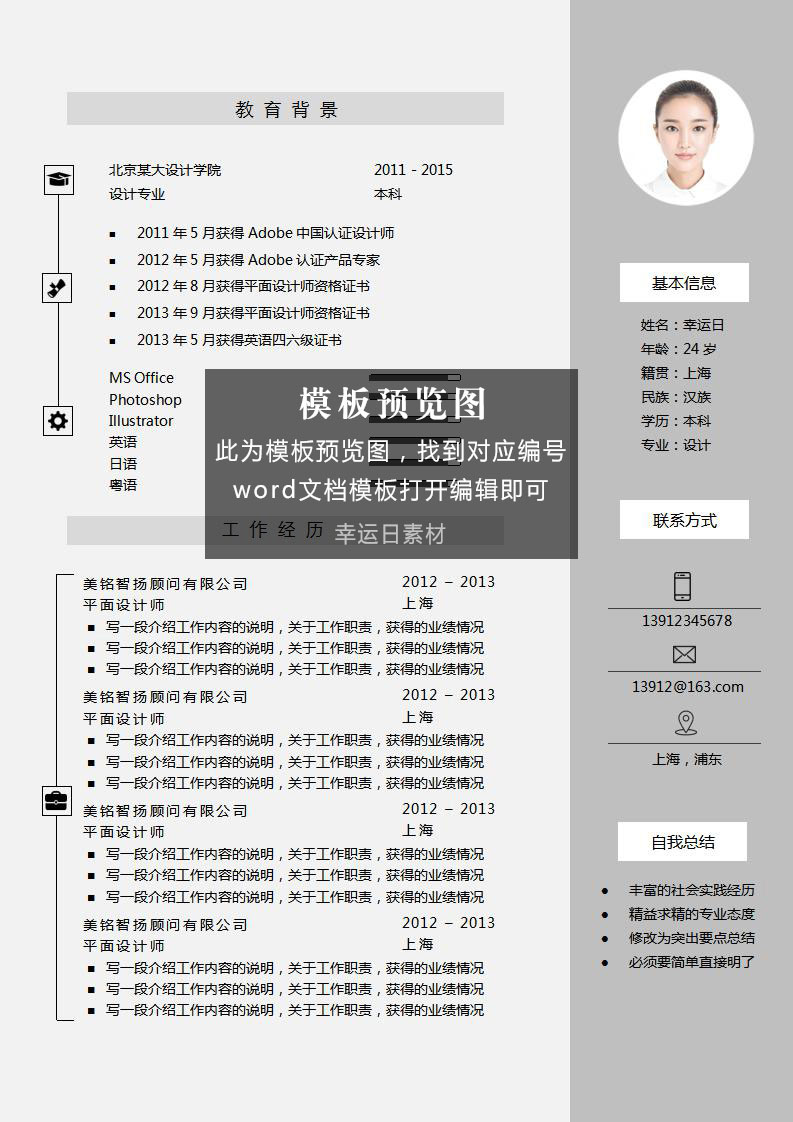 教育背景
北京某大设计学院 2011 - 2015
设计专业 本科
2011 年 5 月获得 Adobe 中国认证设计师
2012 年 5 月获得 Adobe 认证产品专家
2012 年 8 月获得平面设计师资格证书
2013 年 9 月获得平面设计师资格证书
2013 年 5 月获得英语四六级证书
MS Office
Photoshop
Illustrator
英语
日语
粤语
模板预览图
此为模板预览图，找到对应编号
word文档模板打开编辑即可
幸运日素材
工作经历
美铭智扬顾问有限公司 2012 – 2013
平面设计师 上海
■ 写一段介绍工作内容的说明，关于工作职责，获得的业绩情况
■ 写一段介绍工作内容的说明，关于工作职责，获得的业绩情况
■ 写一段介绍工作内容的说明，关于工作职责，获得的业绩情况
美铭智扬顾问有限公司 2012 – 2013
平面设计师 上海
■ 写一段介绍工作内容的说明，关于工作职责，获得的业绩情况
■ 写一段介绍工作内容的说明，关于工作职责，获得的业绩情况
■ 写一段介绍工作内容的说明，关于工作职责，获得的业绩情况
美铭智扬顾问有限公司 2012 – 2013
平面设计师 上海
■ 写一段介绍工作内容的说明，关于工作职责，获得的业绩情况
■ 写一段介绍工作内容的说明，关于工作职责，获得的业绩情况
■ 写一段介绍工作内容的说明，关于工作职责，获得的业绩情况
美铭智扬顾问有限公司 2012 – 2013
平面设计师 上海
■ 写一段介绍工作内容的说明，关于工作职责，获得的业绩情况
■ 写一段介绍工作内容的说明，关于工作职责，获得的业绩情况
■ 写一段介绍工作内容的说明，关于工作职责，获得的业绩情况
基本信息
姓名：幸运日
年龄：24 岁
籍贯：上海
民族：汉族
学历：本科
专业：设计
联系方式
13912345678
13912@163.com
上海，浦东
自我总结
● 丰富的社会实践经历
● 精益求精的专业态度
● 修改为突出要点总结
● 必须要简单直接明了